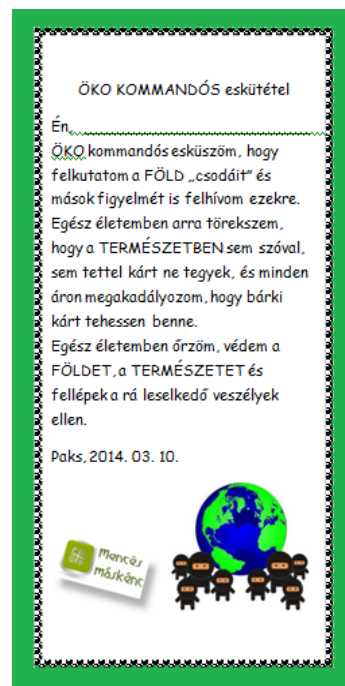 ÖKO KOMMANDÓS eskütétel
Én,
ÖKO kommandós esküszöm, hogy
felkutatom a FÖLD „csodáit" és
mások figyelmét is felhívom ezekre.
Egész életemben arra törekszem,
hogy a TERMÉSZETBEN sem szóval,
sem tettel kárt ne tegyek, és minden
áron megakadályozom, hogy bárki
kárt tehessen benne.
Egész életemben őrzöm, védem a
FÖLDET, a TERMÉSZETET és
fellépek a rá leselkedő veszélyek
ellen.
Paks, 2014. 03. 10.
Mentés
másként